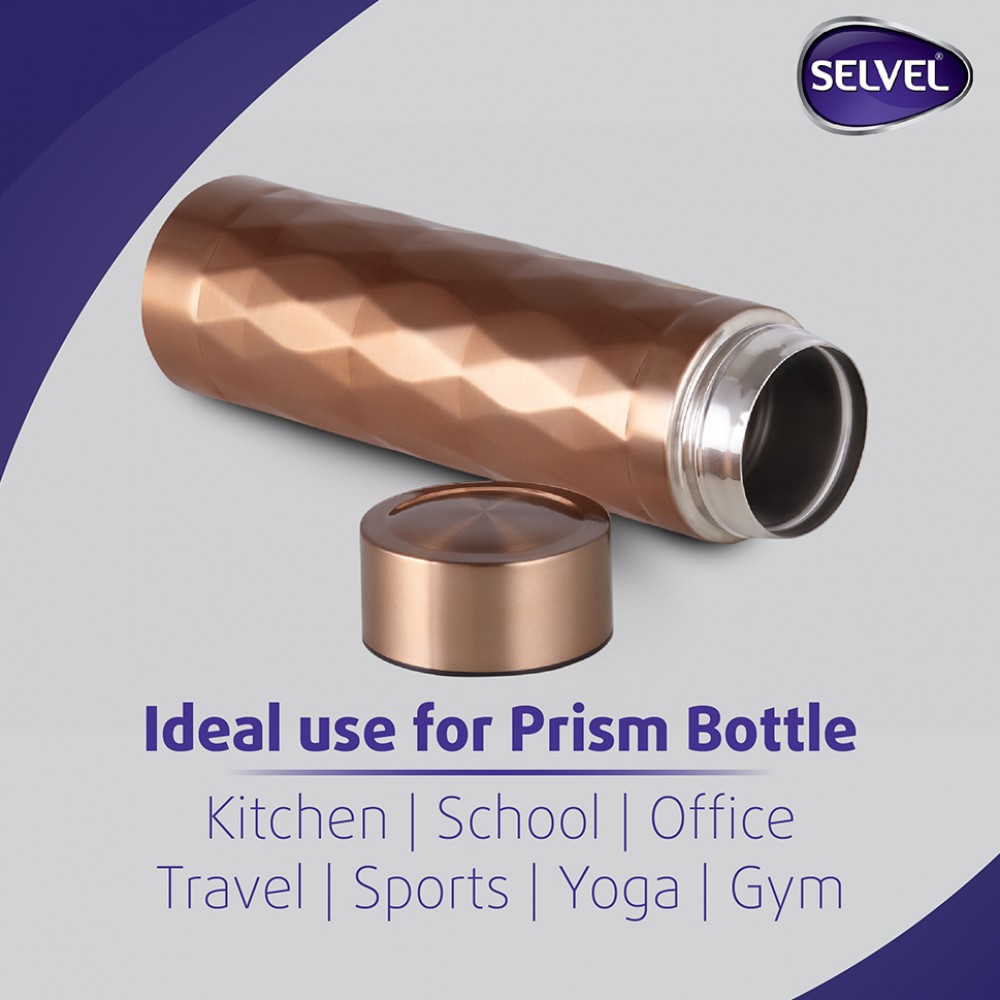 SELVEL®
Ideal use for Prism Bottle
Kitchen | School | Office
Travel | Sports | Yoga | Gym